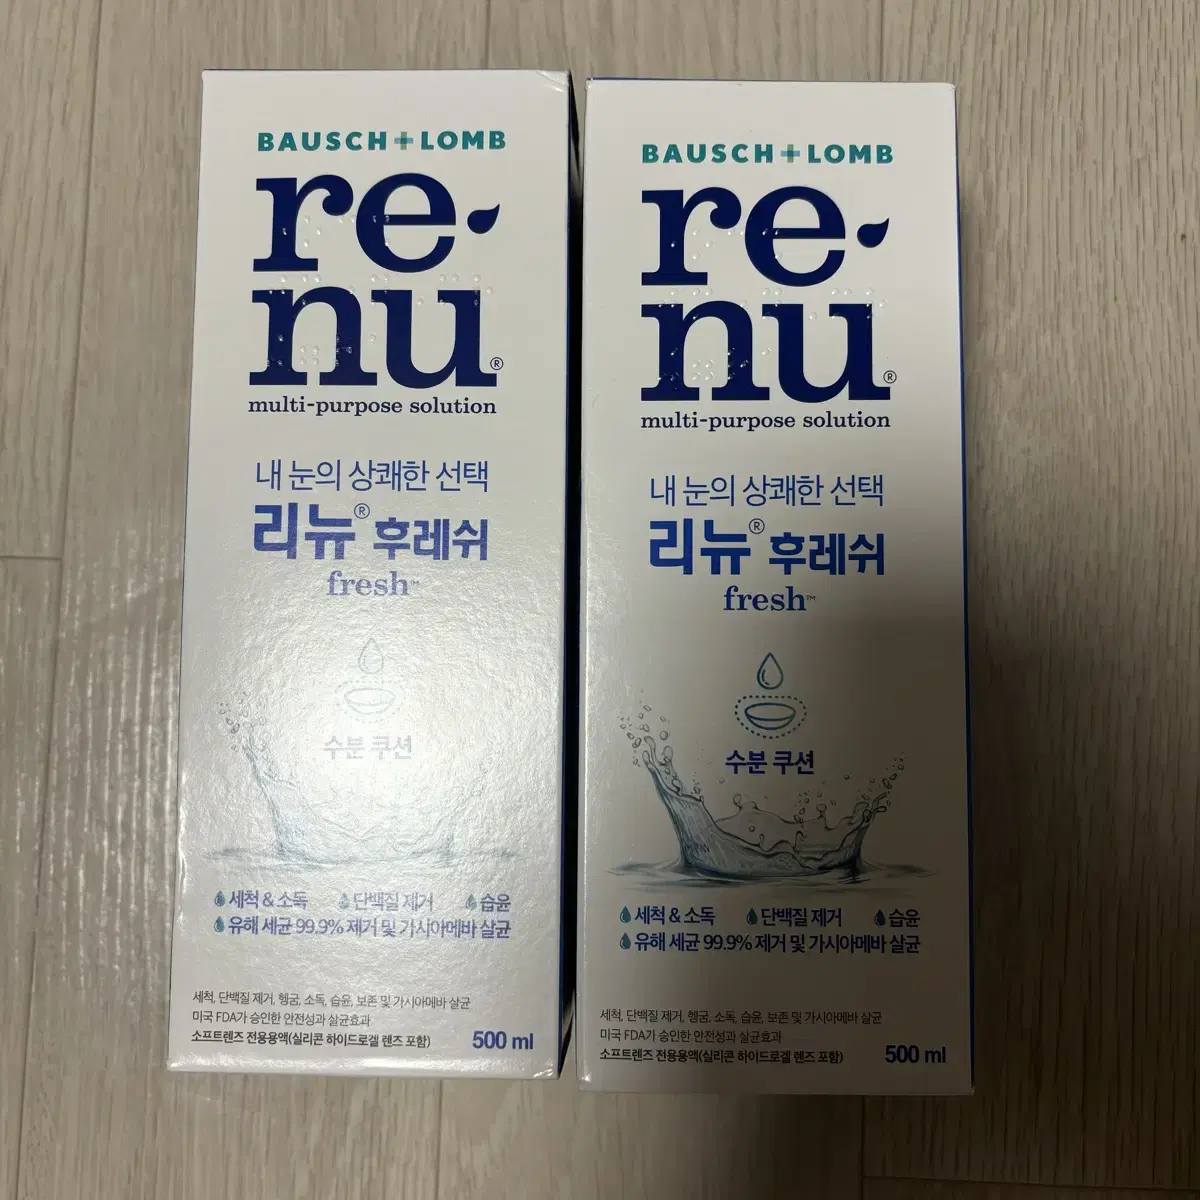 BAUSCH+LOMB
re
nu®
multi-purpose solution
내 눈의 상쾌한 선택
리뉴® 후레쉬
fresh™
수분 쿠션
세척 & 소독 단백질 제거 습윤
유해 세균 99.9% 제거 및 가시아메바 살균
세척, 단백질 제거, 헹굼, 소독, 습윤, 보존 및 가시아메바 살균
미국 FDA가 승인한 안전성과 살균효과
소프트렌즈 전용용액(실리콘 하이드로겔 렌즈 포함) 500 ml
BAUSCH+LOMB
re
nu®
multi-purpose solution
내 눈의 상쾌한 선택
리뉴® 후레쉬
fresh™
수분 쿠션
세척 & 소독 단백질 제거 습윤
유해 세균 99.9% 제거 및 가시아메바 살균
세척, 단백질 제거, 헹굼, 소독, 습윤, 보존 및 가시아메바 살균
미국 FDA가 승인한 안전성과 살균효과
소프트렌즈 전용용액(실리콘 하이드로겔 렌즈 포함) 500 ml